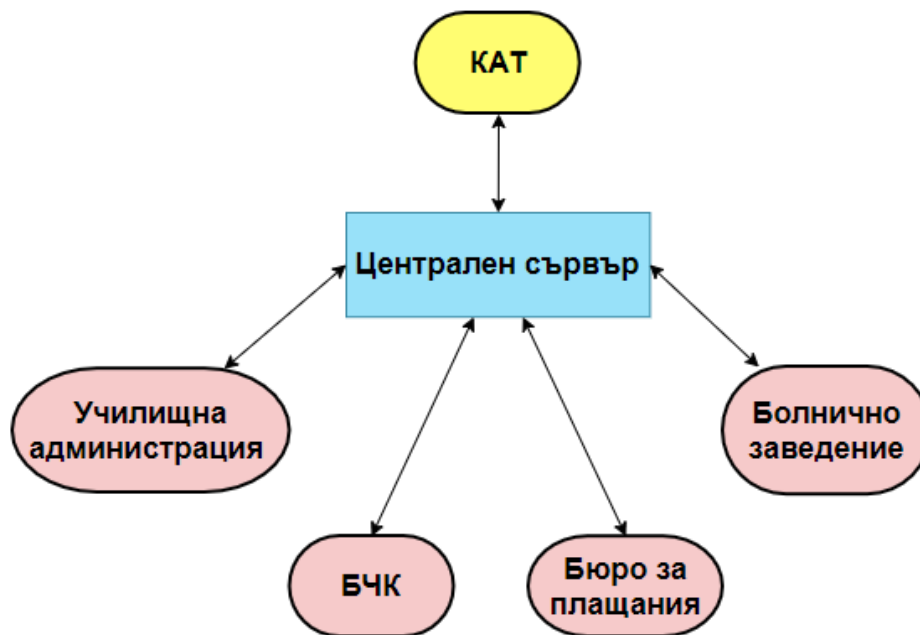 КАТ
Централен сървър
Училищна
администрация
Болнично
заведение
БЧК
Бюро за
плащания